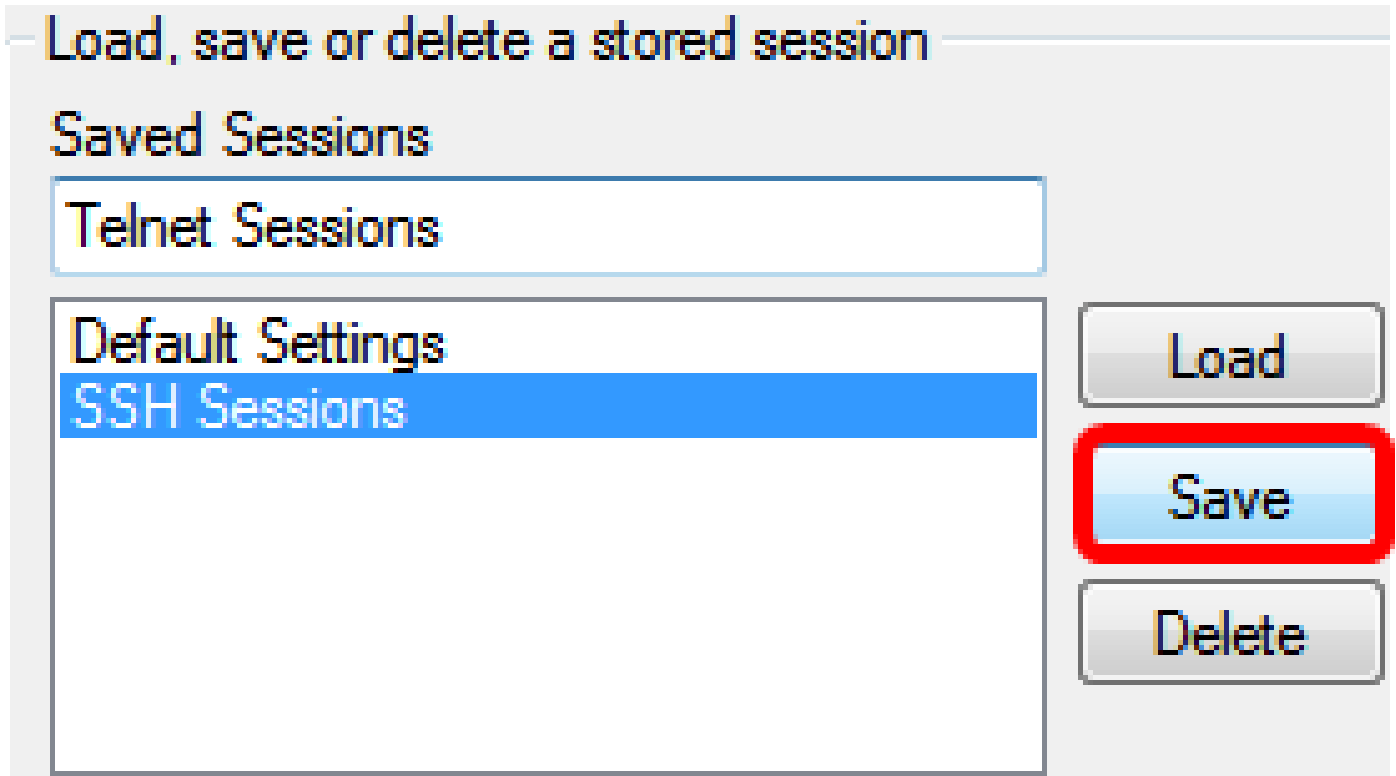 Load, save or delete a stored session
Saved Sessions
Telnet Sessions
Default Settings
SSH Sessions
Load
Save
Delete